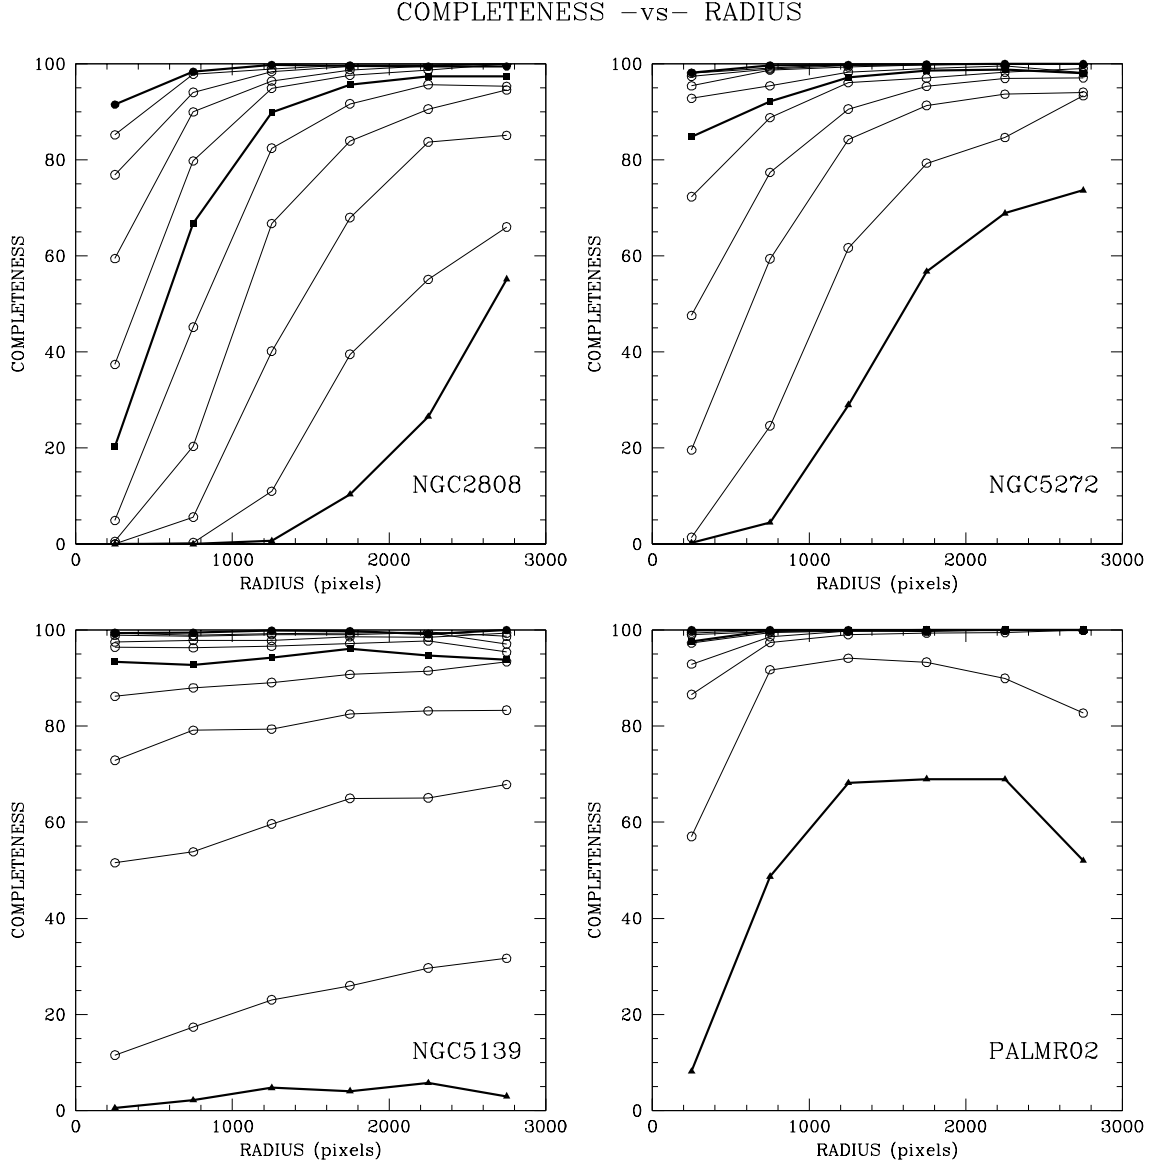 COMPLETENESS -vs- RADIUS
100
80
60
40
20
0
COMPLETENESS
NGC2808
0 1000 2000 3000
RADIUS (pixels)
100
80
60
40
20
0
COMPLETENESS
NGC5272
0 1000 2000 3000
RADIUS (pixels)
100
80
60
40
20
0
COMPLETENESS
NGC5139
0 1000 2000 3000
RADIUS (pixels)
100
80
60
40
20
0
COMPLETENESS
PALMR02
0 1000 2000 3000
RADIUS (pixels)